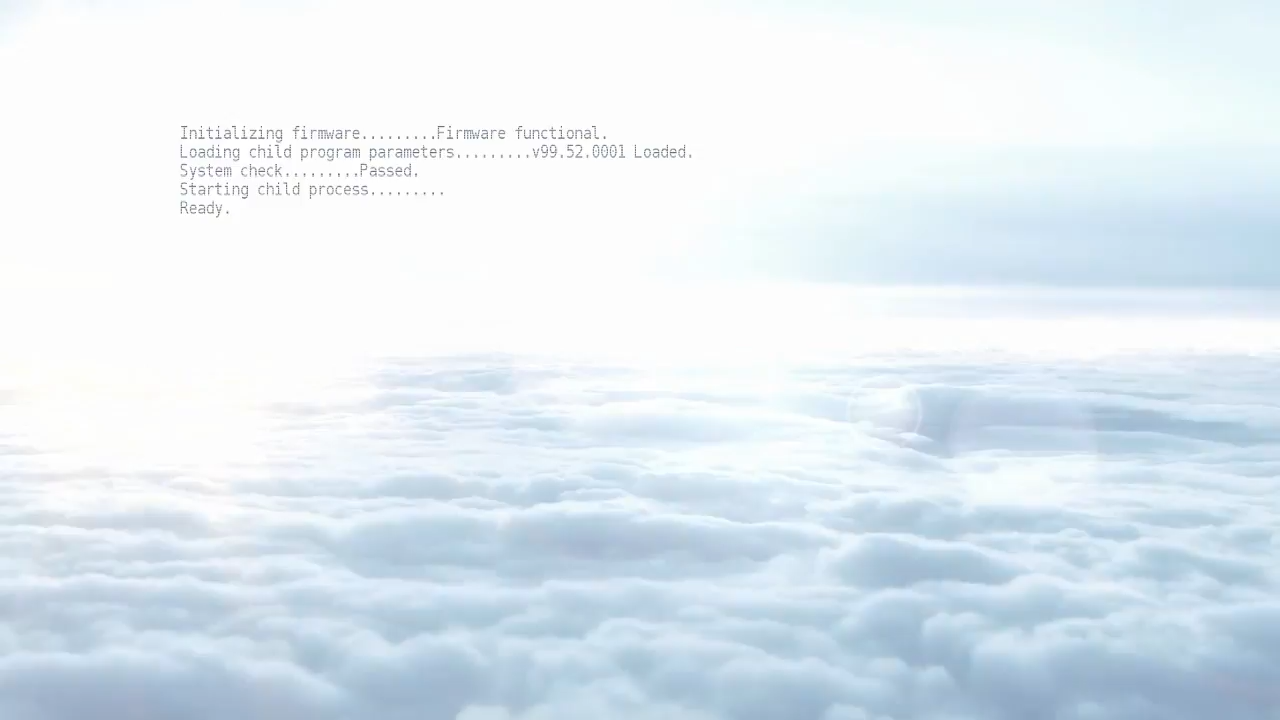 Initializing firmware.........Firmware functional.
Loading child program parameters.........v99.52.0001 Loaded.
System check.........Passed.
Starting child process.........
Ready.